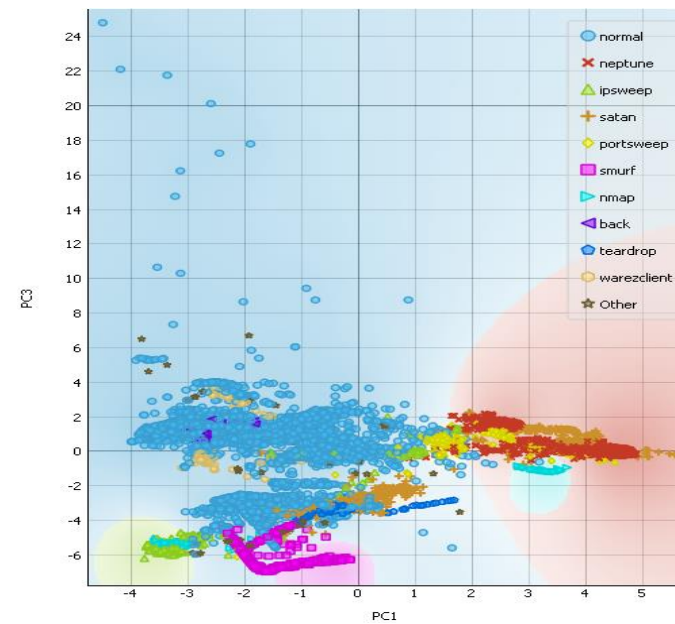 24
22
20
18
16
14
12
10
8
6
4
2
0
-2
-4
-6
PC3
-4
-3
-2
-1
0
1
2
3
4
5
PC1
normal
neptune
ipsweep
satan
portsweep
smurf
nmap
back
teardrop
warezclient
Other